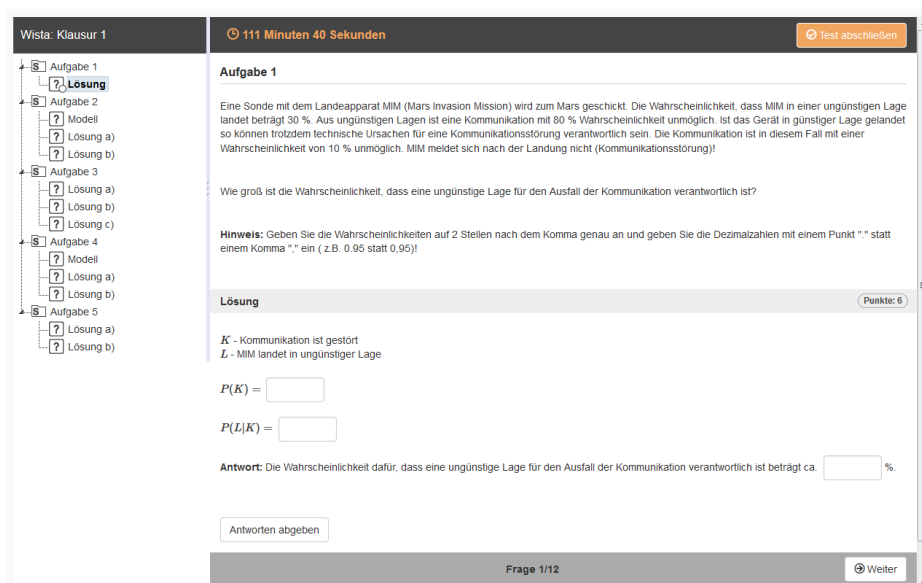 Wista: Klausur 1
111 Minuten 40 Sekunden
Test abschließen
Aufgabe 1
Lösung
Aufgabe 2
Modell
Lösung a)
Lösung b)
Aufgabe 3
Lösung a)
Lösung b)
Lösung c)
Aufgabe 4
Modell
Lösung a)
Lösung b)
Aufgabe 5
Lösung a)
Lösung b)
Aufgabe 1
Eine Sonde mit dem Landeapparat MIM (Mars Invasion Mission) wird zum Mars geschickt. Die Wahrscheinlichkeit, dass MIM in einer ungünstigen Lage
landet beträgt 30 %. Aus ungünstigen Lagen ist eine Kommunikation mit 80 % Wahrscheinlichkeit unmöglich. Ist das Gerät in günstiger Lage gelandet
so können trotzdem technische Ursachen für eine Kommunikationsstörung verantwortlich sein. Die Kommunikation ist in diesem Fall mit einer
Wahrscheinlichkeit von 10 % unmöglich. MIM meldet sich nach der Landung nicht (Kommunikationsstörung)!
Wie groß ist die Wahrscheinlichkeit, dass eine ungünstige Lage für den Ausfall der Kommunikation verantwortlich ist?
Hinweis: Geben Sie die Wahrscheinlichkeiten auf 2 Stellen nach dem Komma genau an und geben Sie die Dezimalzahlen mit einem Punkt "." statt
einem Komma "," ein ( z.B. 0.95 statt 0,95)!
Lösung
Punkte: 6
K - Kommunikation ist gestört
L - MIM landet in ungünstiger Lage
P(K) =
P(L|K) =
Antwort: Die Wahrscheinlichkeit dafür, dass eine ungünstige Lage für den Ausfall der Kommunikation verantwortlich ist beträgt ca. %.
Antworten abgeben
Frage 1/12
Weiter